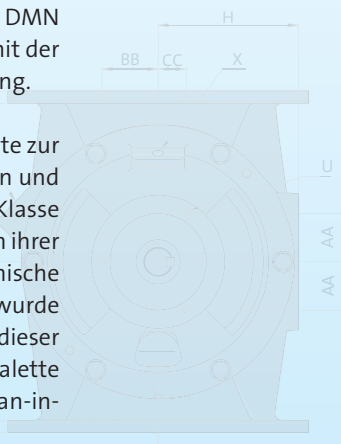 DMN
mit der
ng.
te zur
n und
Klasse
n ihrer
nische
wurde
dieser
alette
an-in-
H
BB CC X
U
AA
AA